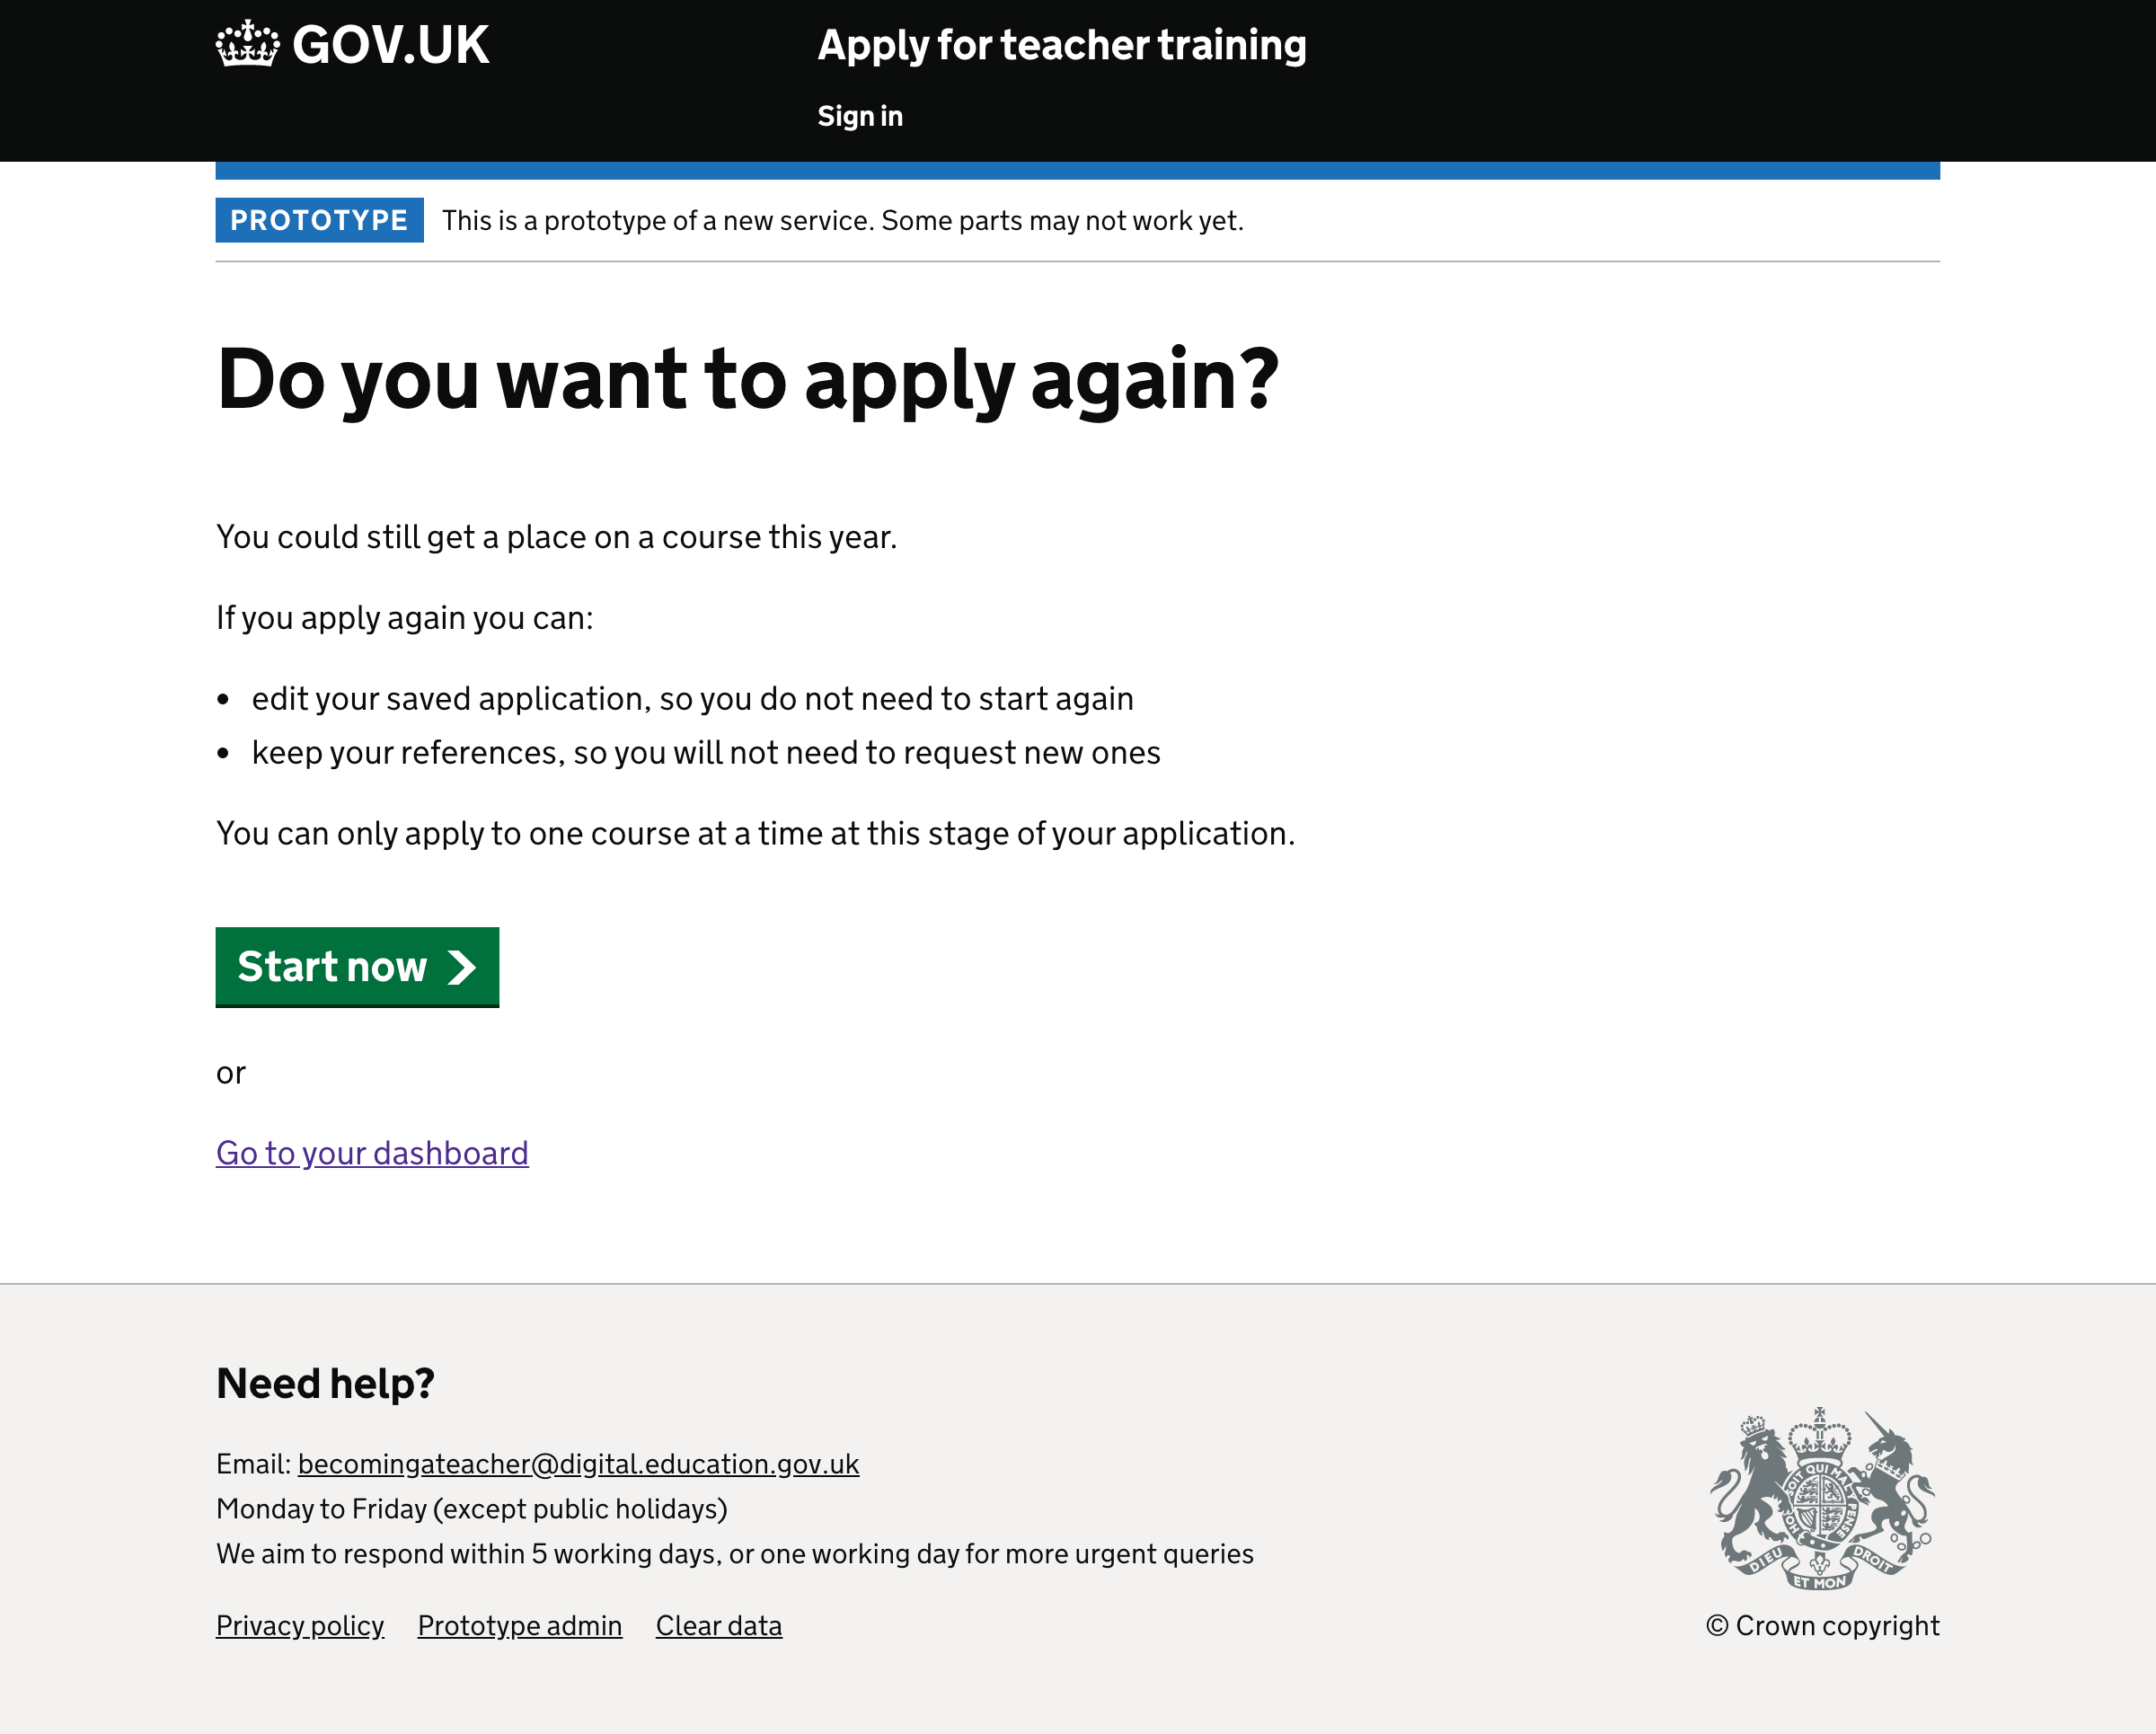 GOV.UK
Apply for teacher training
Sign in
PROTOTYPE This is a prototype of a new service. Some parts may not work yet.
Do you want to apply again?
You could still get a place on a course this year.
If you apply again you can:
• edit your saved application, so you do not need to start again
• keep your references, so you will not need to request new ones
You can only apply to one course at a time at this stage of your application.
Start now
or
Go to your dashboard
Need help?
Email: becomingateacher@digital.education.gov.uk
Monday to Friday (except public holidays)
We aim to respond within 5 working days, or one working day for more urgent queries
Privacy policy Prototype admin Clear data
DIEU ET MON DROIT
© Crown copyright